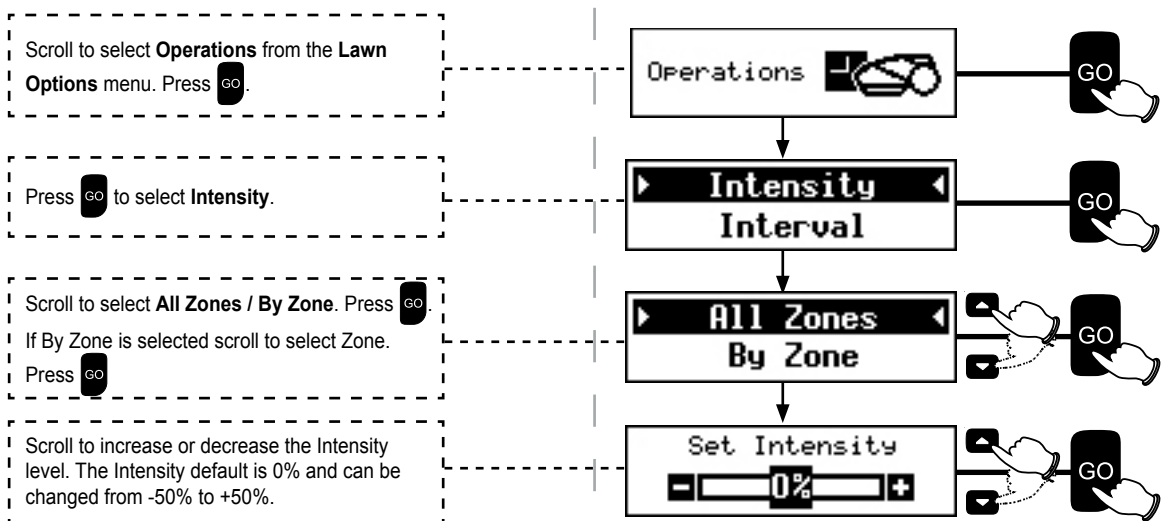 Scroll to select Operations from the Lawn
Options menu. Press GO.
Operations
GO
Press GO to select Intensity.
Intensity
Interval
GO
Scroll to select All Zones / By Zone. Press GO.
If By Zone is selected scroll to select Zone.
Press GO
All Zones
By Zone
GO
Scroll to increase or decrease the Intensity
level. The Intensity default is 0% and can be
changed from -50% to +50%.
Set Intensity
- 0% +
GO